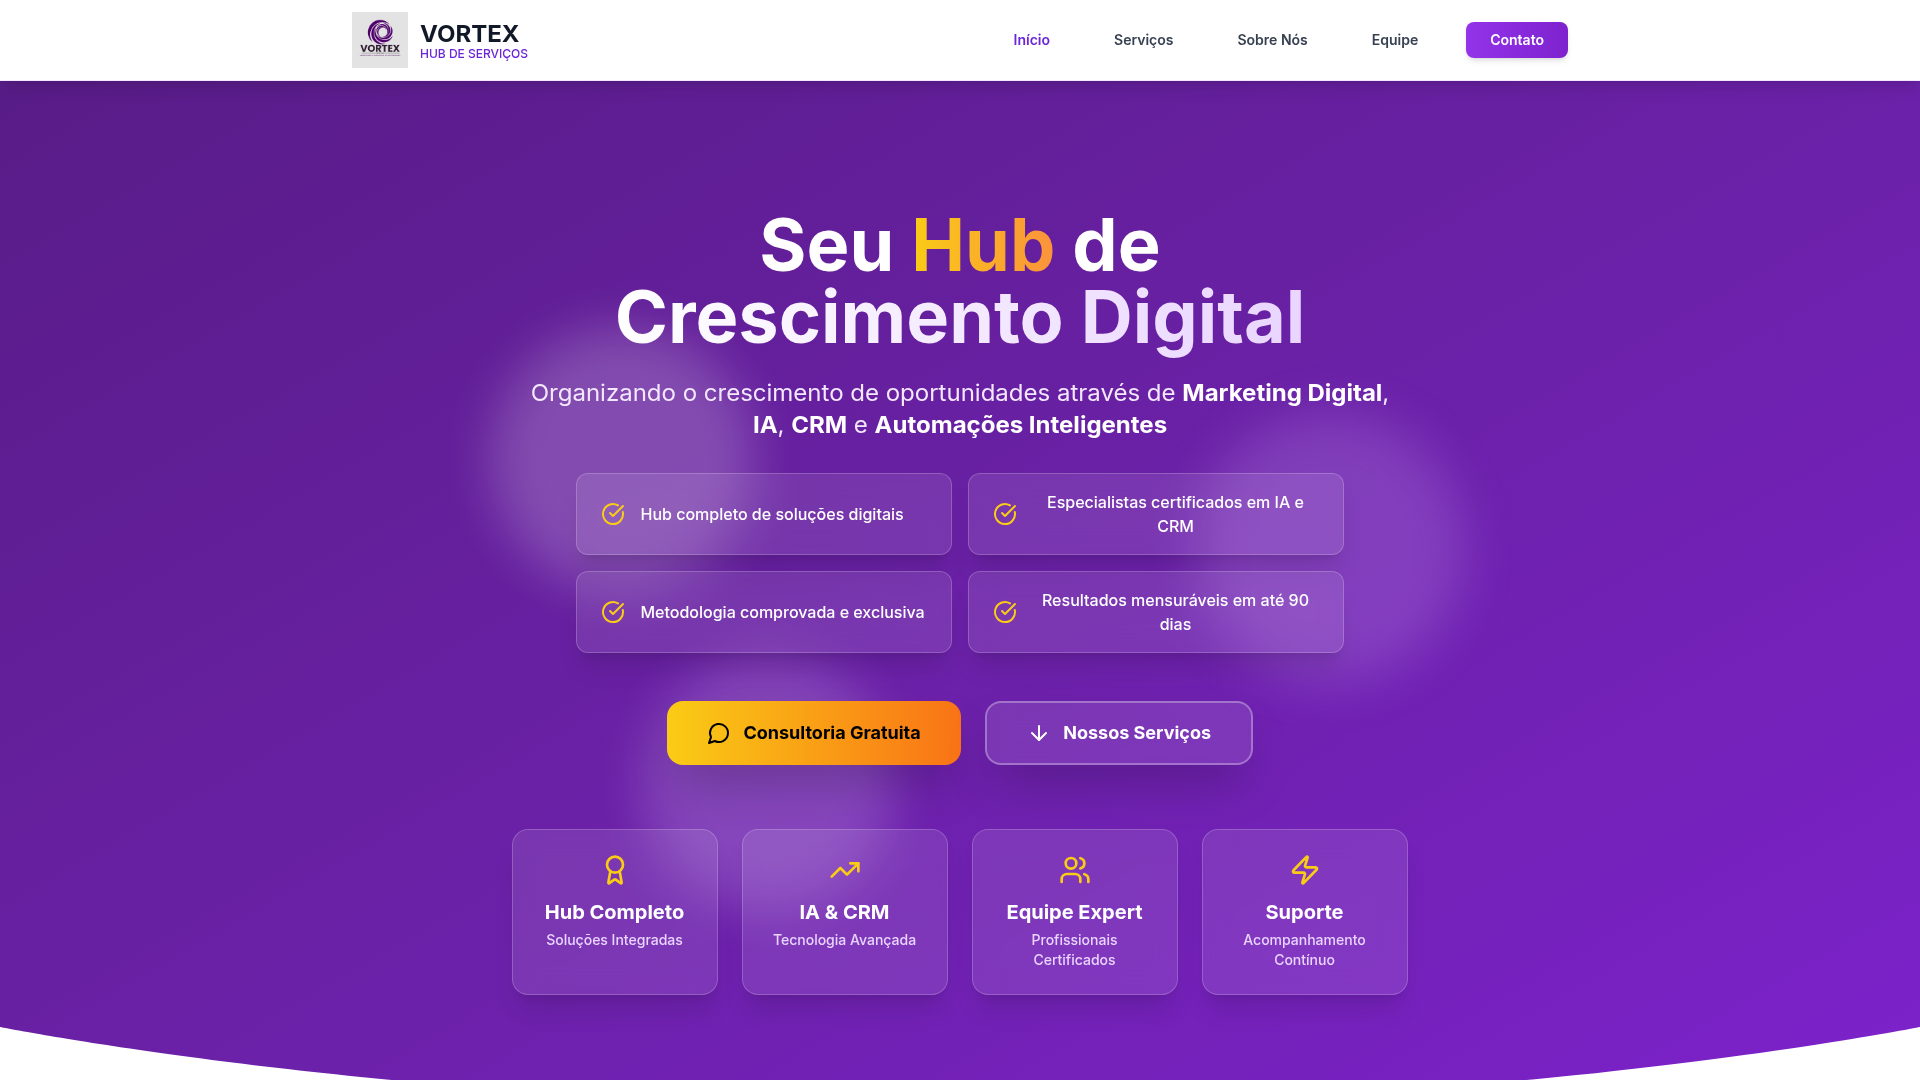 VORTEX
VORTEX
HUB DE SERVIÇOS
Início
Serviços
Sobre Nós
Equipe
Contato
Seu Hub de
Crescimento Digital
Organizando o crescimento de oportunidades através de Marketing Digital,
IA, CRM e Automações Inteligentes
Hub completo de soluções digitais
Especialistas certificados em IA e
CRM
Metodologia comprovada e exclusiva
Resultados mensuráveis em até 90
dias
Consultoria Gratuita
Nossos Serviços
Hub Completo
Soluções Integradas
IA & CRM
Tecnologia Avançada
Equipe Expert
Profissionais
Certificados
Suporte
Acompanhamento
Contínuo